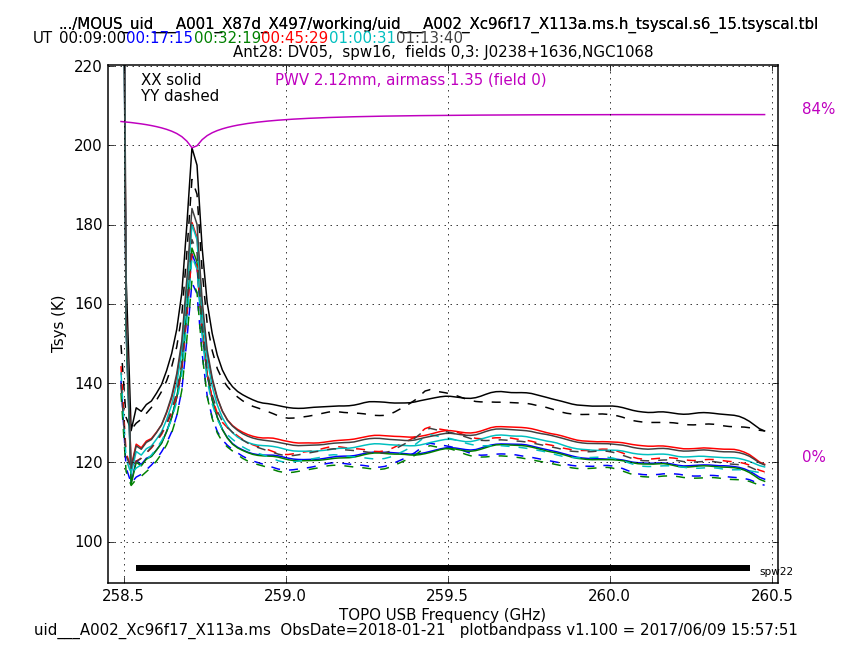 .../MOUS_uid___A001_X87d_X497/working/uid___A002_Xc96f17_X113a.ms.h_tsyscal.s6_15.tsyscal.tbl
UT 00:09:00 00:17:15 00:32:19 00:45:29 01:00:31 01:13:40
Ant28: DV05, spw16, fields 0,3: J0238+1636,NGC1068
220
XX solid PWV 2.12mm, airmass 1.35 (field 0)
YY dashed
84%
200
180
160
Tsys (K)
140
120
0%
100
spw22
258.5 259.0 259.5 260.0 260.5
TOPO USB Frequency (GHz)
uid___A002_Xc96f17_X113a.ms ObsDate=2018-01-21 plotbandpass v1.100 = 2017/06/09 15:57:51